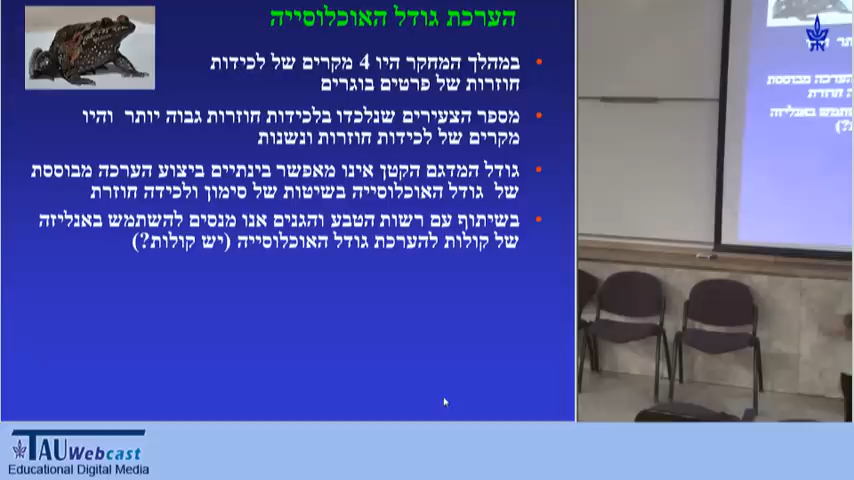 הערכת גודל האוכלוסייה
במהלך המחקר היו 4 מקרים של לכידות
חוזרות של פרטים בוגרים
מספר הצעירים שנלכדו בלכידות חוזרות גבוה יותר והיו
מקרים של לכידות חוזרות ונשנות
גודל המדגם הקטן אינו מאפשר בינתיים ביצוע הערכה מבוססת
של גודל האוכלוסייה בשיטות של סימון ולכידה חוזרת
בשיתוף עם רשות הטבע והגנים אנו מנסים להשתמש באנליזה
של קולות להערכת גודל האוכלוסייה (יש קולות?)
TAU Webcast
Educational Digital Media